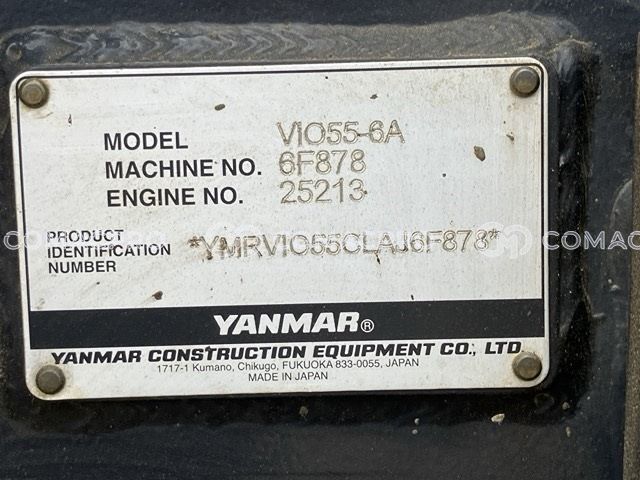 MODEL VIO55-6A
MACHINE NO. 6F878
ENGINE NO. 25213
PRODUCT
IDENTIFICATION
NUMBER
*YMRVIO55CLAJ6F878*
YANMAR®
YANMAR CONSTRUCTION EQUIPMENT CO., LTD.
1717-1 Kumano, Chikugo, FUKUOKA 833-0055, JAPAN
MADE IN JAPAN
COMAC